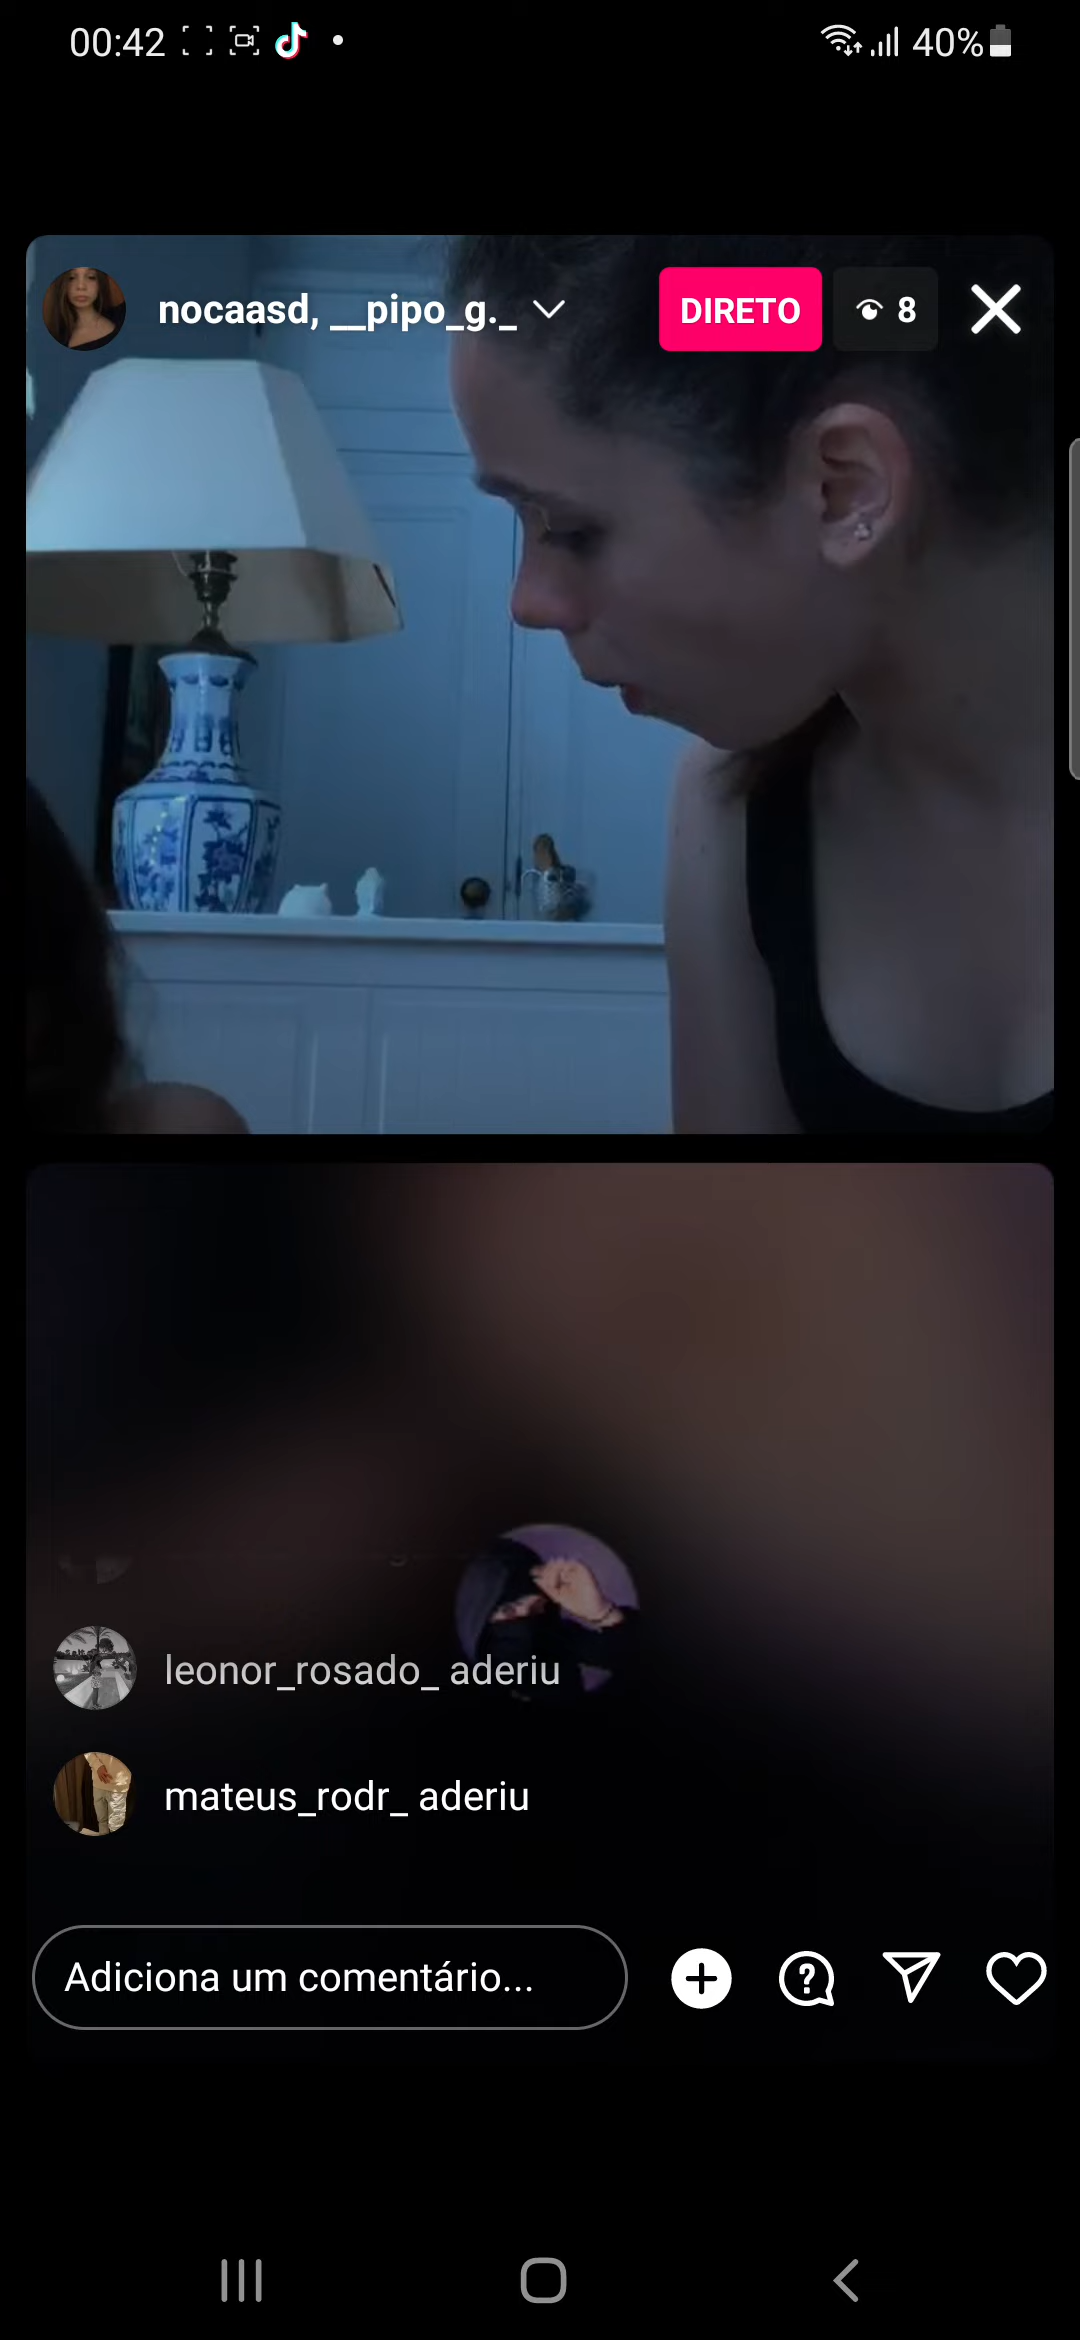 00:42
40%
nocaasd, __pipo_g._
DIRETO
8
leonor_rosado_ aderiu
mateus_rodr_ aderiu
Adiciona um comentário...